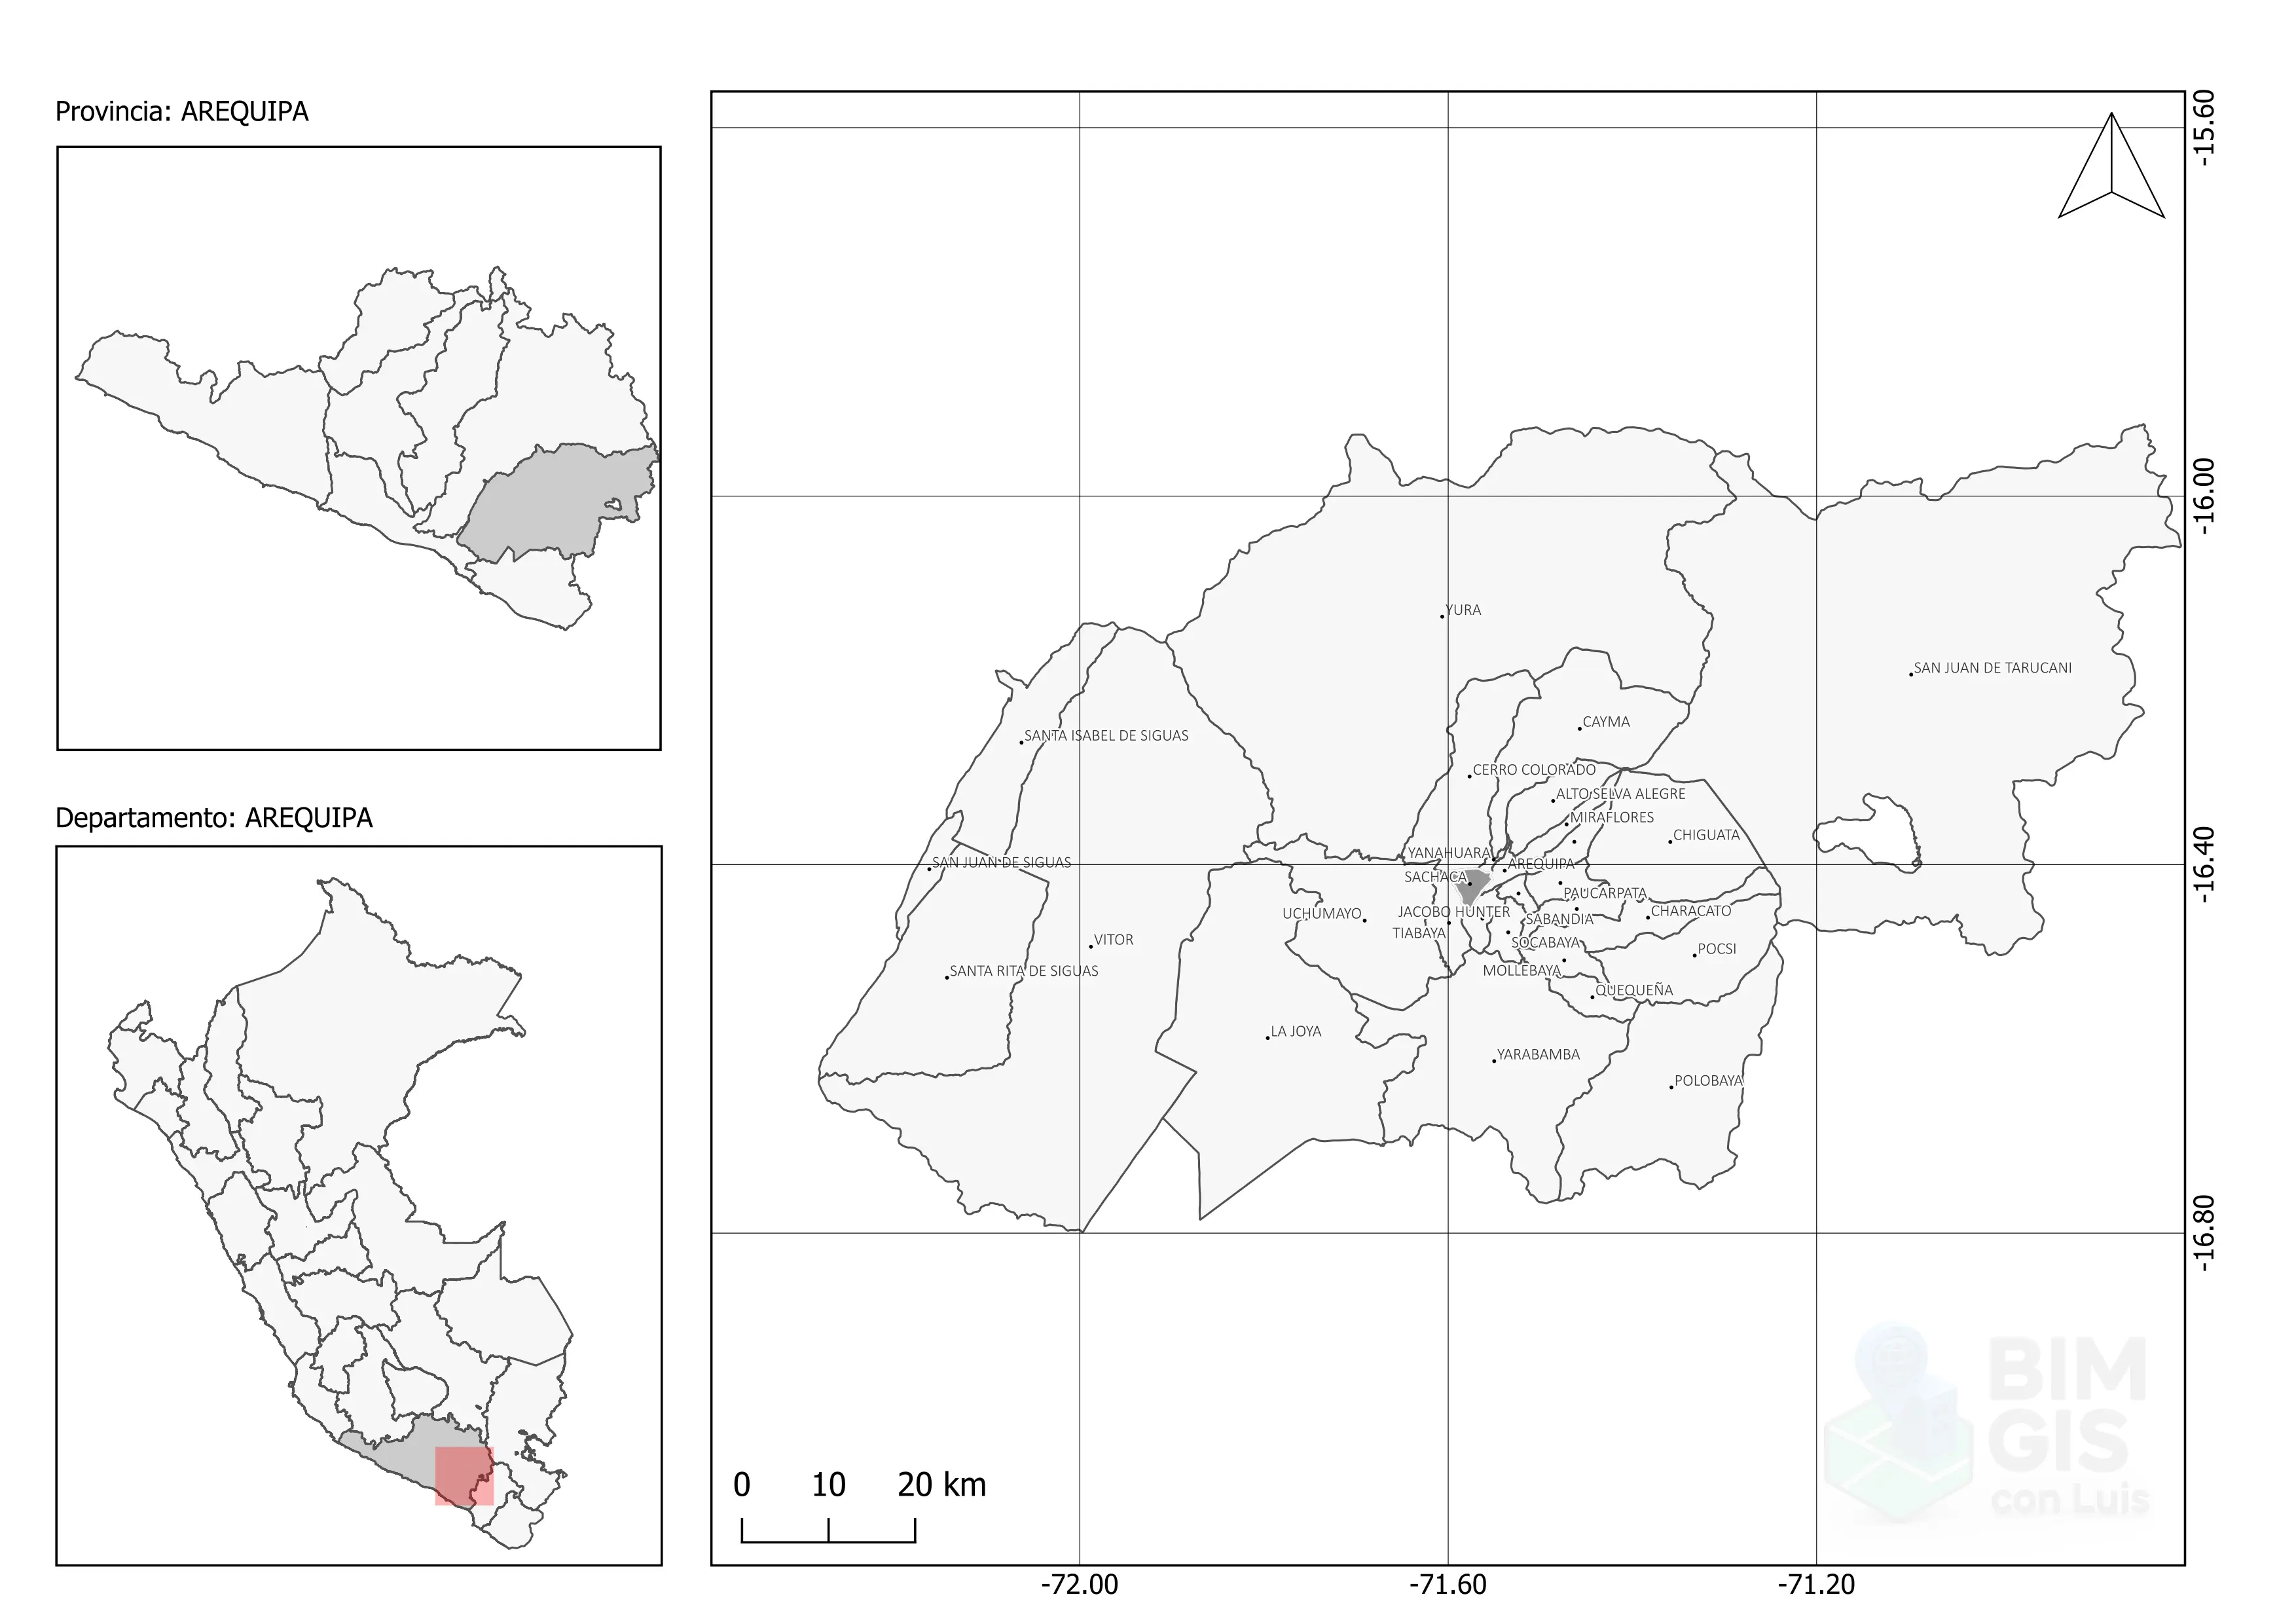 Provincia: AREQUIPA
Departamento: AREQUIPA
-15.60
-16.00
-16.40
-16.80
YURA
SAN JUAN DE TARUCANI
CAYMA
SANTA ISABEL DE SIGUAS
CERRO COLORADO
ALTO SELVA ALEGRE
MIRAFLORES
CHIGUATA
YANAHUARA
SAN JUAN DE SIGUAS
AREQUIPA
SACHACA
PAUCARPATA
UCHUMAYO
JACOBO HUNTER
CHARACATO
SABANDIA
TIABAYA
VITOR
SOCABAYA
POCSI
SANTA RITA DE SIGUAS
MOLLEBAYA
QUEQUEÑA
LA JOYA
YARABAMBA
POLOBAYA
BIM
GIS
con Luis
0 10 20 km
-72.00 -71.60 -71.20